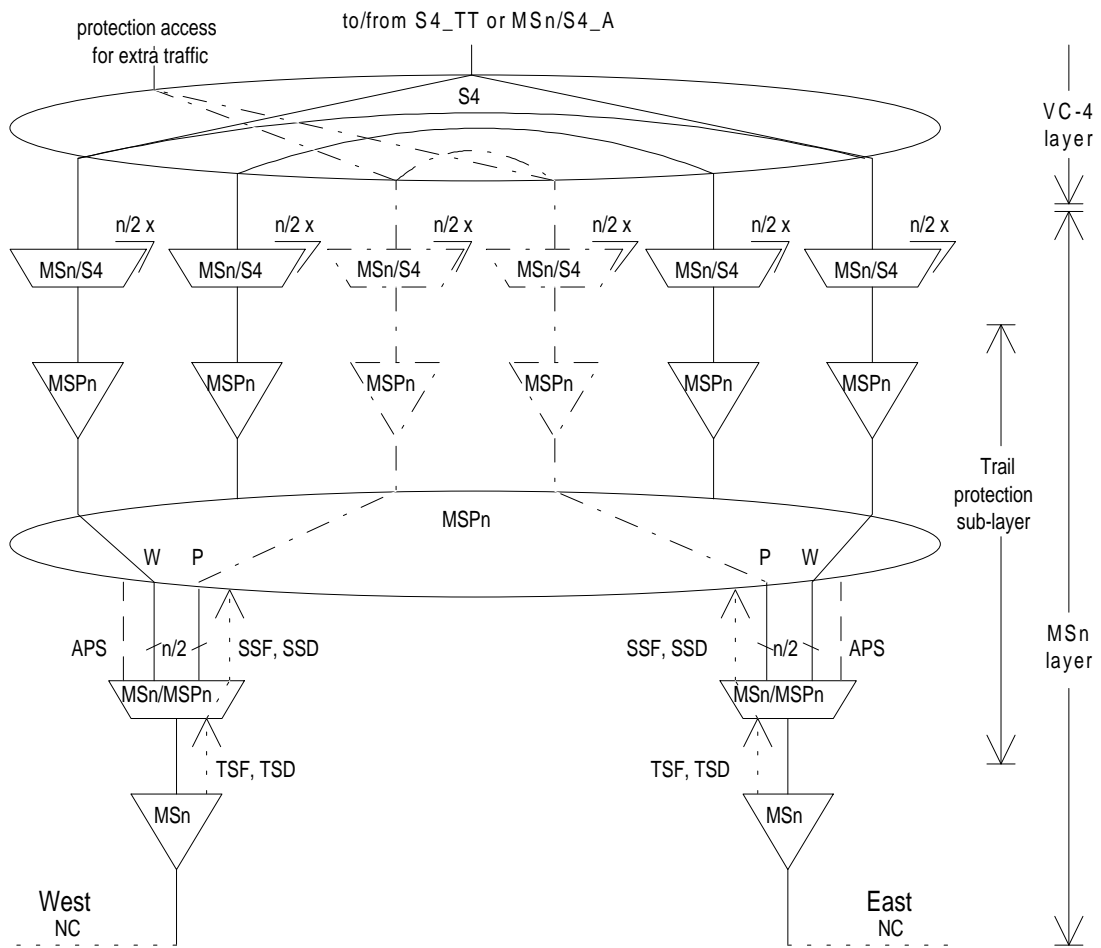 to/from S4_TT or MSn/S4_A
protection access
for extra traffic
S4
VC-4
layer
n/2 x n/2 x n/2 x n/2 x n/2 x n/2 x
MSn/S4 MSn/S4 MSn/S4 MSn/S4 MSn/S4 MSn/S4
MSPn MSPn MSPn MSPn MSPn MSPn
Trail
protection
sub-layer
MSPn
W P P W
APS n/2 SSF, SSD SSF, SSD n/2 APS
MSn
layer
MSn/MSPn MSn/MSPn
TSF, TSD TSF, TSD
MSn MSn
West East
NC NC